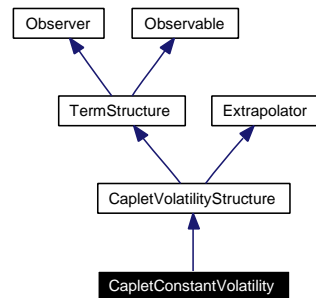 Observer
Observable
TermStructure
Extrapolator
CapletVolatilityStructure
CapletConstantVolatility